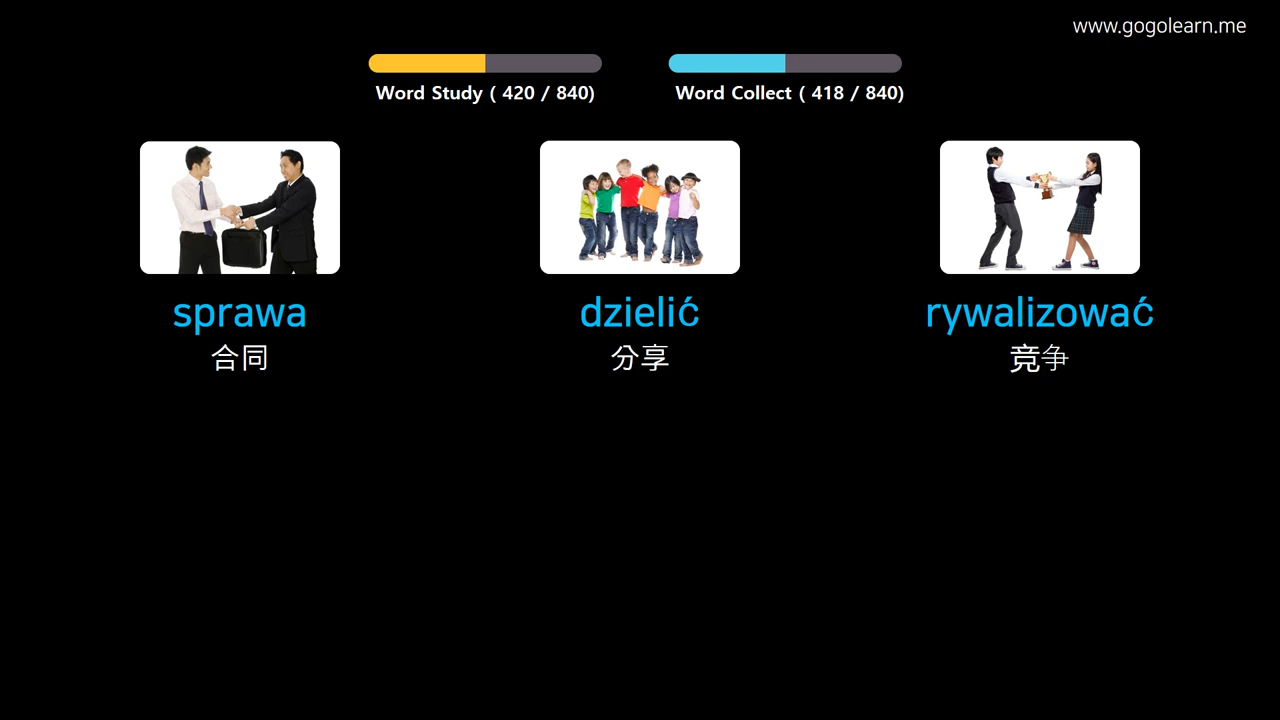 www.gogolearn.me
Word Study ( 420 / 840)
Word Collect ( 418 / 840)
sprawa
合同
dzielić
分享
rywalizować
竞争